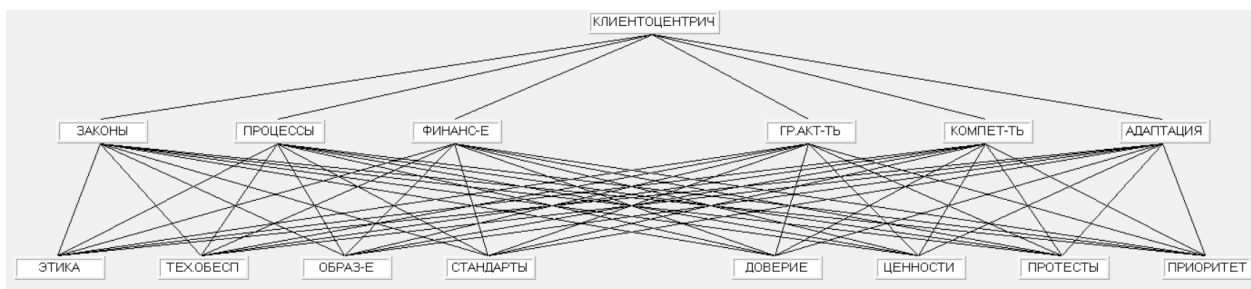 КЛИЕНТОЦЕНТРИЧ
ЗАКОНЫ
ПРОЦЕССЫ
ФИНАНС-Е
ГР.АКТ-ТЬ
КОМПЕТ-ТЬ
АДАПТАЦИЯ
ЭТИКА
ТЕХ.ОБЕСП
ОБРАЗ-Е
СТАНДАРТЫ
ДОВЕРИЕ
ЦЕННОСТИ
ПРОТЕСТЫ
ПРИОРИТЕТ